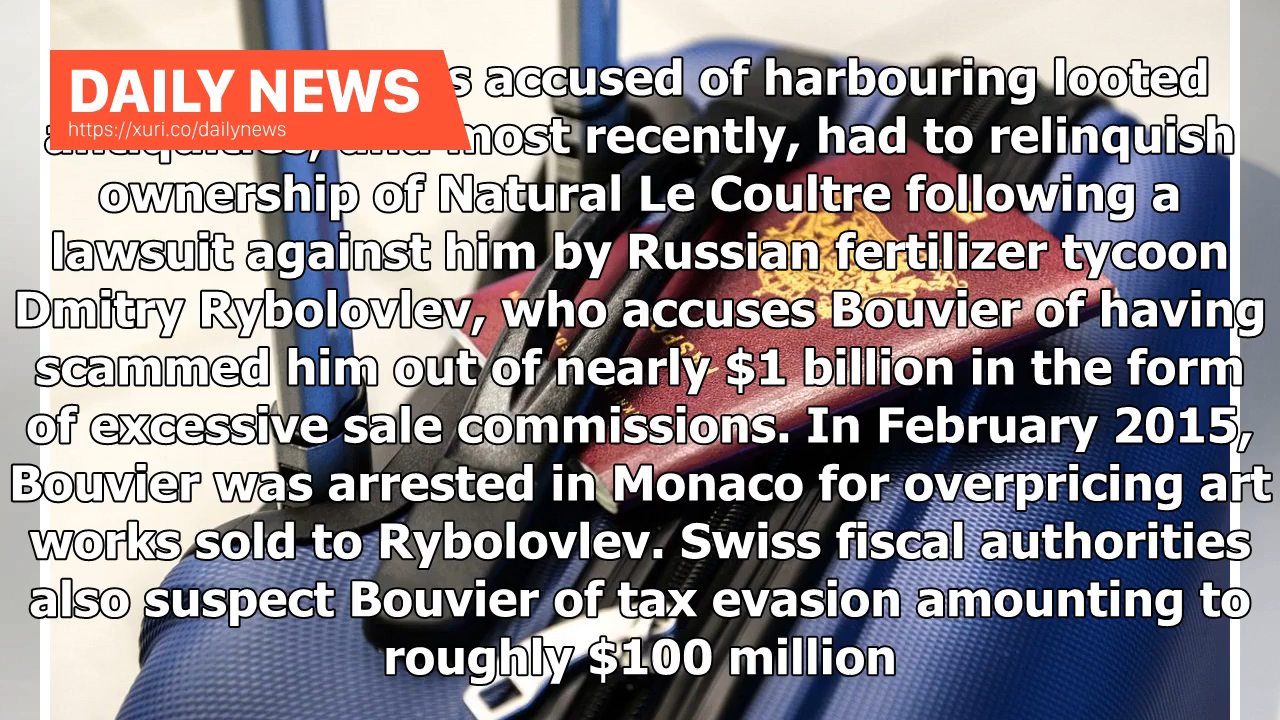 DAILY NEWS
https://xuri.co/dailynews
accused of harbouring looted
most recently, had to relinquish
ownership of Natural Le Coultre following a
lawsuit against him by Russian fertilizer tycoon
Dmitry Rybolovlev, who accuses Bouvier of having
scammed him out of nearly $1 billion in the form
of excessive sale commissions. In February 2015,
Bouvier was arrested in Monaco for overpricing art
works sold to Rybolovlev. Swiss fiscal authorities
also suspect Bouvier of tax evasion amounting to
roughly $100 million